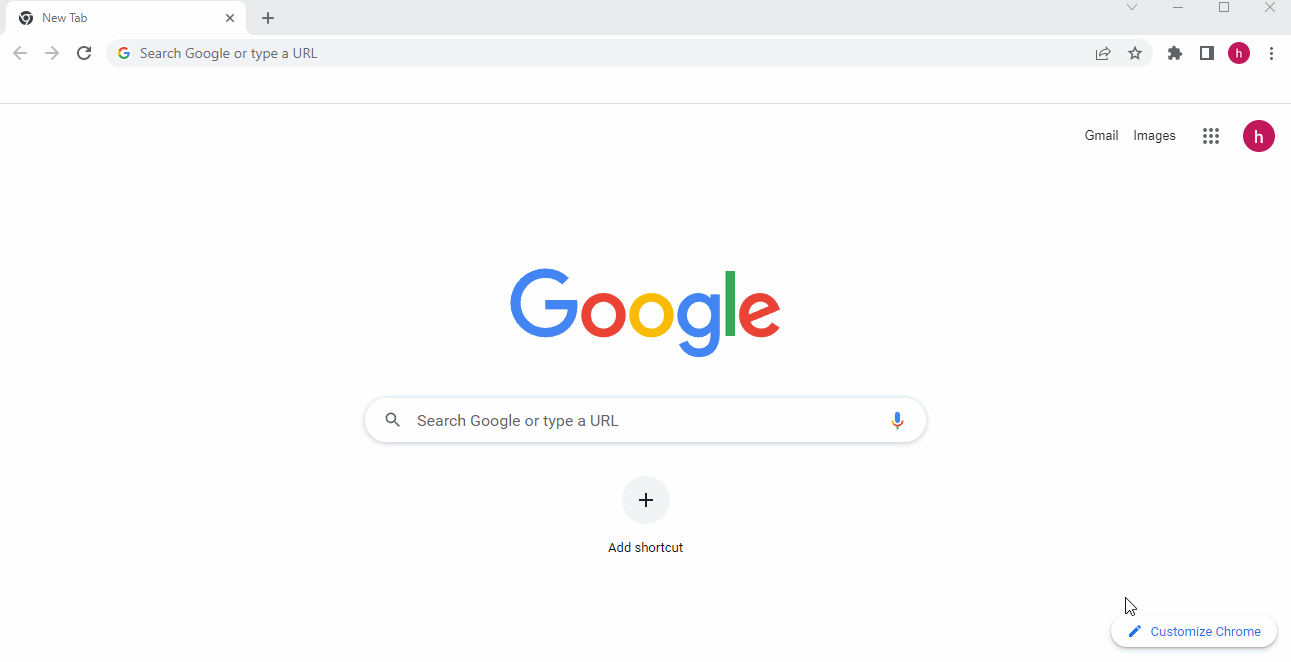 New Tab
Search Google or type a URL
h
Gmail Images
h
Google
Search Google or type a URL
Add shortcut
Customize Chrome